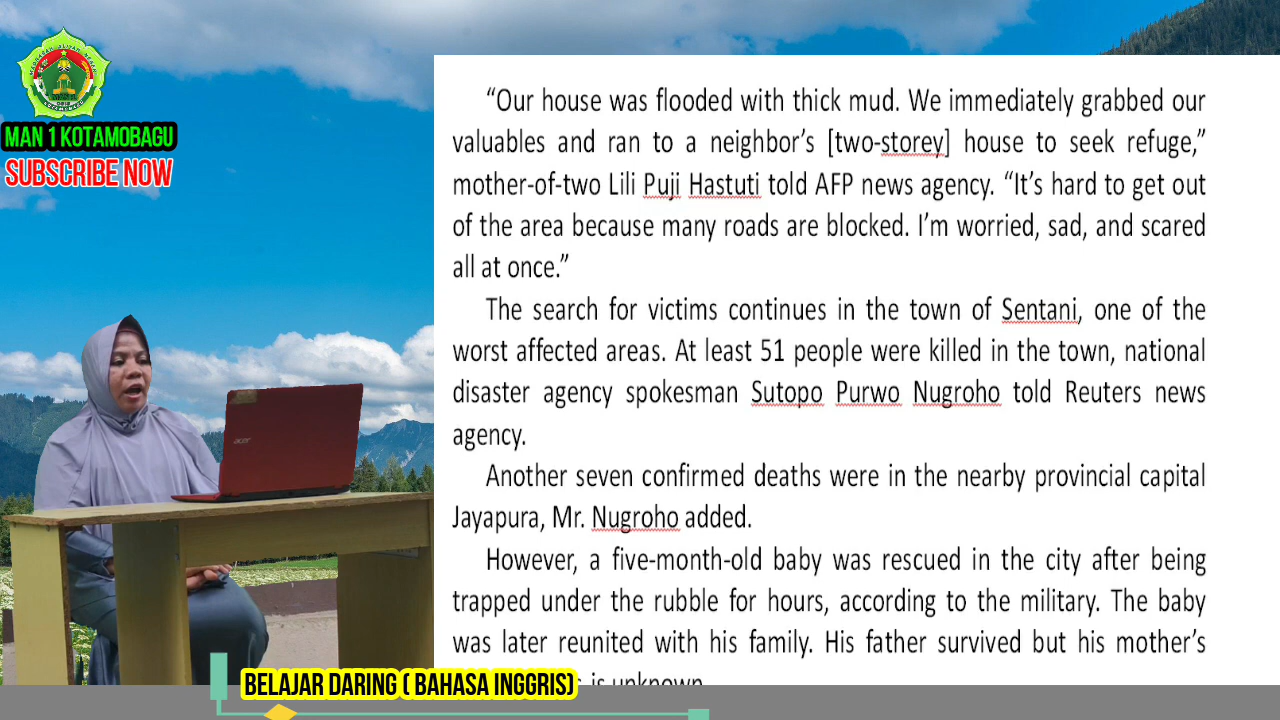 MAN 1 KOTAMOBAGU
SUBSCRIBE NOW
“Our house was flooded with thick mud. We immediately grabbed our
valuables and ran to a neighbor’s [two-storey] house to seek refuge,”
mother-of-two Lili Puji Hastuti told AFP news agency. “It’s hard to get out
of the area because many roads are blocked. I’m worried, sad, and scared
all at once.”
The search for victims continues in the town of Sentani, one of the
worst affected areas. At least 51 people were killed in the town, national
disaster agency spokesman Sutopo Purwo Nugroho told Reuters news
agency.
Another seven confirmed deaths were in the nearby provincial capital
Jayapura, Mr. Nugroho added.
However, a five-month-old baby was rescued in the city after being
trapped under the rubble for hours, according to the military. The baby
was later reunited with his family. His father survived but his mother’s
is unknown.
acer
BELAJAR DARING ( BAHASA INGGRIS)